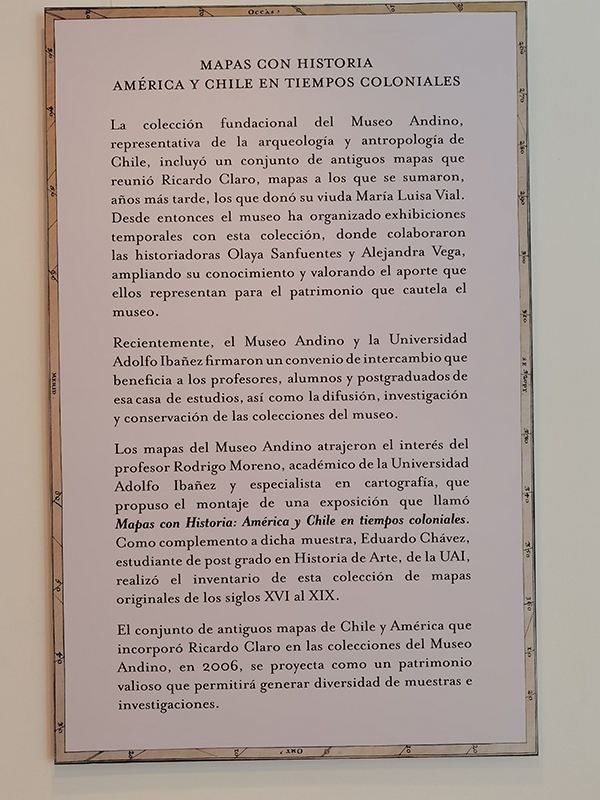 OCCAS
MAPAS CON HISTORIA
AMÉRICA Y CHILE EN TIEMPOS COLONIALES
La colección fundacional del Museo Andino,
representativa de la arqueología y antropología de
Chile, incluyó un conjunto de antiguos mapas que
reunió Ricardo Claro, mapas a los que se sumaron,
años más tarde, los que donó su viuda María Luisa Vial.
Desde entonces el museo ha organizado exhibiciones
temporales con esta colección, donde colaboraron
las historiadoras Olaya Sanfuentes y Alejandra Vega,
ampliando su conocimiento y valorando el aporte que
ellos representan para el patrimonio que cautela el
museo.
Recientemente, el Museo Andino y la Universidad
Adolfo Ibañez firmaron un convenio de intercambio que
beneficia a los profesores, alumnos y postgraduados de
esa casa de estudios, así como la difusión, investigación
y conservación de las colecciones del museo.
Los mapas del Museo Andino atrajeron el interés del
profesor Rodrigo Moreno, académico de la Universidad
Adolfo Ibañez y especialista en cartografía, que
propuso el montaje de una exposición que llamó
Mapas con Historia: América y Chile en tiempos coloniales.
Como complemento a dicha muestra, Eduardo Chávez,
estudiante de post grado en Historia de Arte, de la UAI,
realizó el inventario de esta colección de mapas
originales de los siglos XVI al XIX.
El conjunto de antiguos mapas de Chile y América que
incorporó Ricardo Claro en las colecciones del Museo
Andino, en 2006, se proyecta como un patrimonio
valioso que permitirá generar diversidad de muestras e
investigaciones.